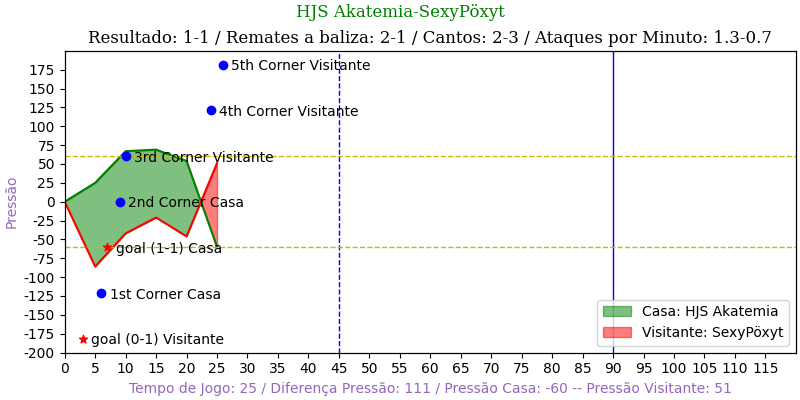 HJS Akatemia-SexyPöxyt
Resultado: 1-1 / Remates a baliza: 2-1 / Cantos: 2-3 / Ataques por Minuto: 1.3-0.7
Pressão
175
150
125
100
75
50
25
0
-25
-50
-75
-100
-125
-150
-175
-200
5th Corner Visitante
4th Corner Visitante
3rd Corner Visitante
2nd Corner Casa
goal (1-1) Casa
1st Corner Casa
goal (0-1) Visitante
Casa: HJS Akatemia
Visitante: SexyPöxyt
0 5 10 15 20 25 30 35 40 45 50 55 60 65 70 75 80 85 90 95 100 105 110 115
Tempo de Jogo: 25 / Diferença Pressão: 111 / Pressão Casa: -60 -- Pressão Visitante: 51